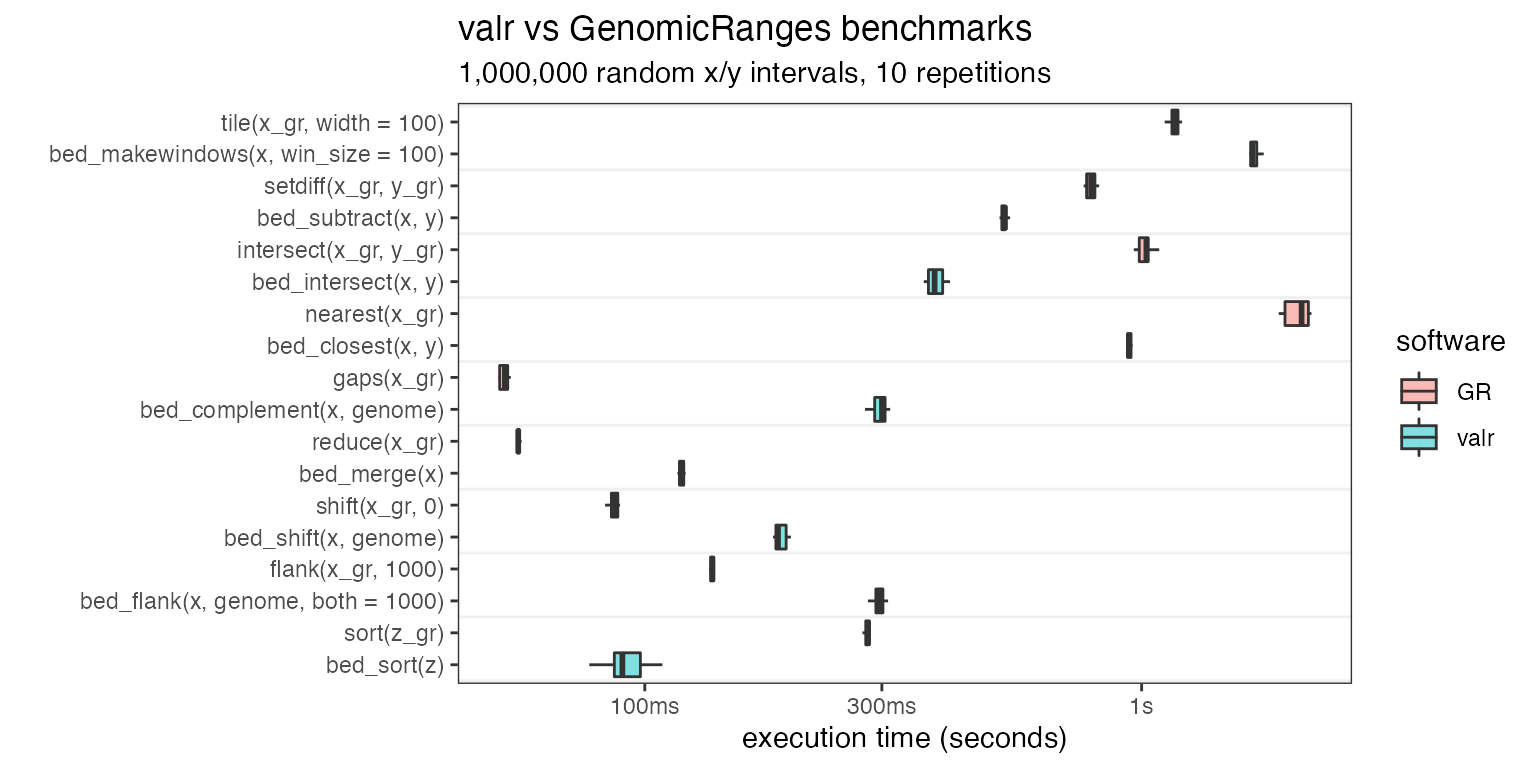 valr vs GenomicRanges benchmarks
1,000,000 random x/y intervals, 10 repetitions
tile(x_gr, width = 100)
bed_makewindows(x, win_size = 100)
setdiff(x_gr, y_gr)
bed_subtract(x, y)
intersect(x_gr, y_gr)
bed_intersect(x, y)
nearest(x_gr)
bed_closest(x, y)
gaps(x_gr)
bed_complement(x, genome)
reduce(x_gr)
bed_merge(x)
shift(x_gr, 0)
bed_shift(x, genome)
flank(x_gr, 1000)
bed_flank(x, genome, both = 1000)
sort(z_gr)
bed_sort(z)
100ms 300ms 1s
execution time (seconds)
software
GR
valr